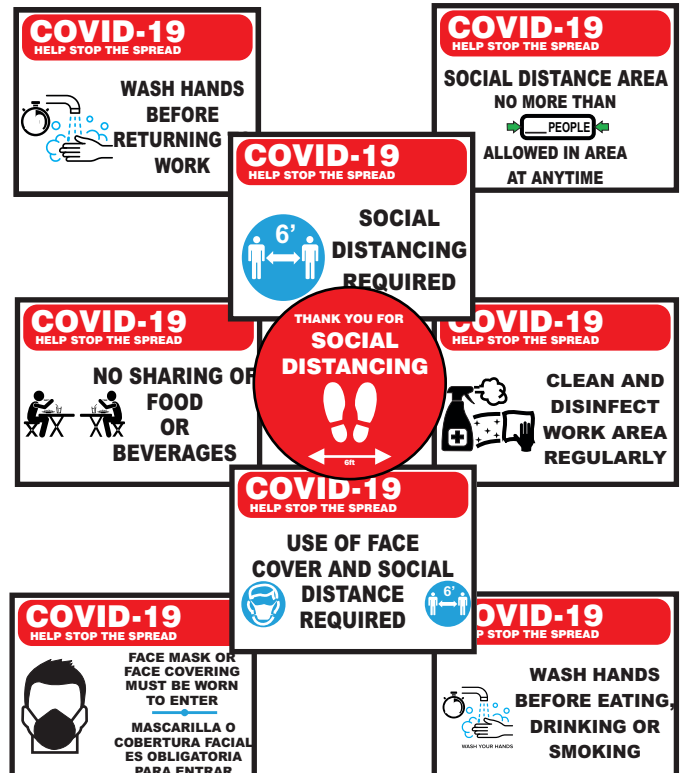 COVID-19
HELP STOP THE SPREAD
WASH HANDS
BEFORE
RETURNING
WORK
COVID-19
HELP STOP THE SPREAD
SOCIAL DISTANCE AREA
NO MORE THAN
___ PEOPLE
ALLOWED IN AREA
AT ANYTIME
COVID-19
HELP STOP THE SPREAD
6'
SOCIAL
DISTANCING
REQUIRED
COVID-19
HELP STOP THE SPREAD
NO SHARING OF
FOOD
OR
BEVERAGES
THANK YOU FOR
SOCIAL
DISTANCING
6ft
COVID-19
HELP STOP THE SPREAD
CLEAN AND
DISINFECT
WORK AREA
REGULARLY
COVID-19
HELP STOP THE SPREAD
USE OF FACE
COVER AND SOCIAL
DISTANCE
REQUIRED
6'
COVID-19
HELP STOP THE SPREAD
FACE MASK OR
FACE COVERING
MUST BE WORN
TO ENTER
MASCARILLA O
COBERTURA FACIAL
ES OBLIGATORIA
PARA ENTRAR
OVID-19
P STOP THE SPREAD
WASH HANDS
BEFORE EATING,
DRINKING OR
SMOKING
WASH YOUR HANDS